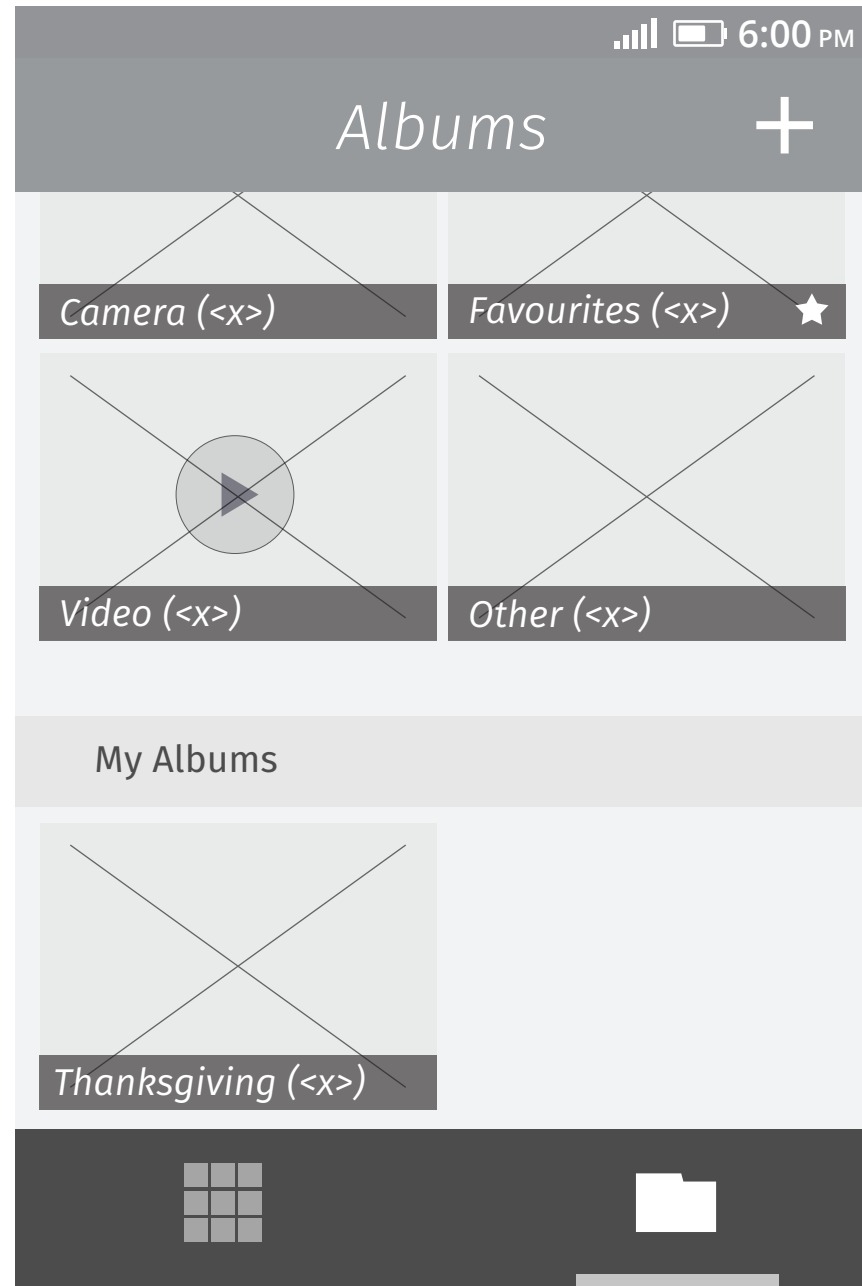 6:00 PM
Albums
Camera (<x>)
Favourites (<x>)
Video (<x>)
Other (<x>)
My Albums
Thanksgiving (<x>)